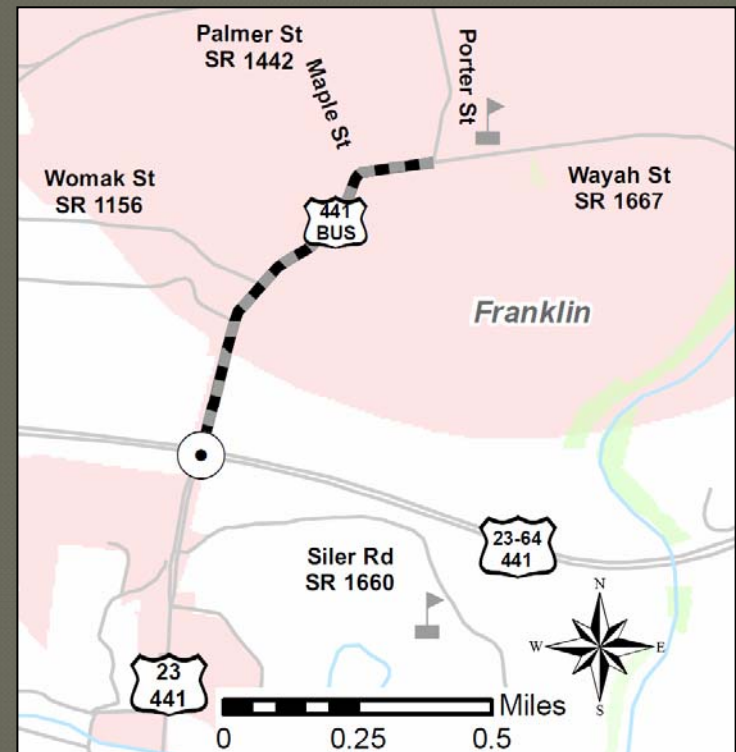 Palmer St
SR 1442
Maple St
Porter St
Womak St
SR 1156
Wayah St
SR 1667
441
BUS
Franklin
23-64
441
Siler Rd
SR 1660
N
W
E
S
23
441
Miles
0
0.25
0.5